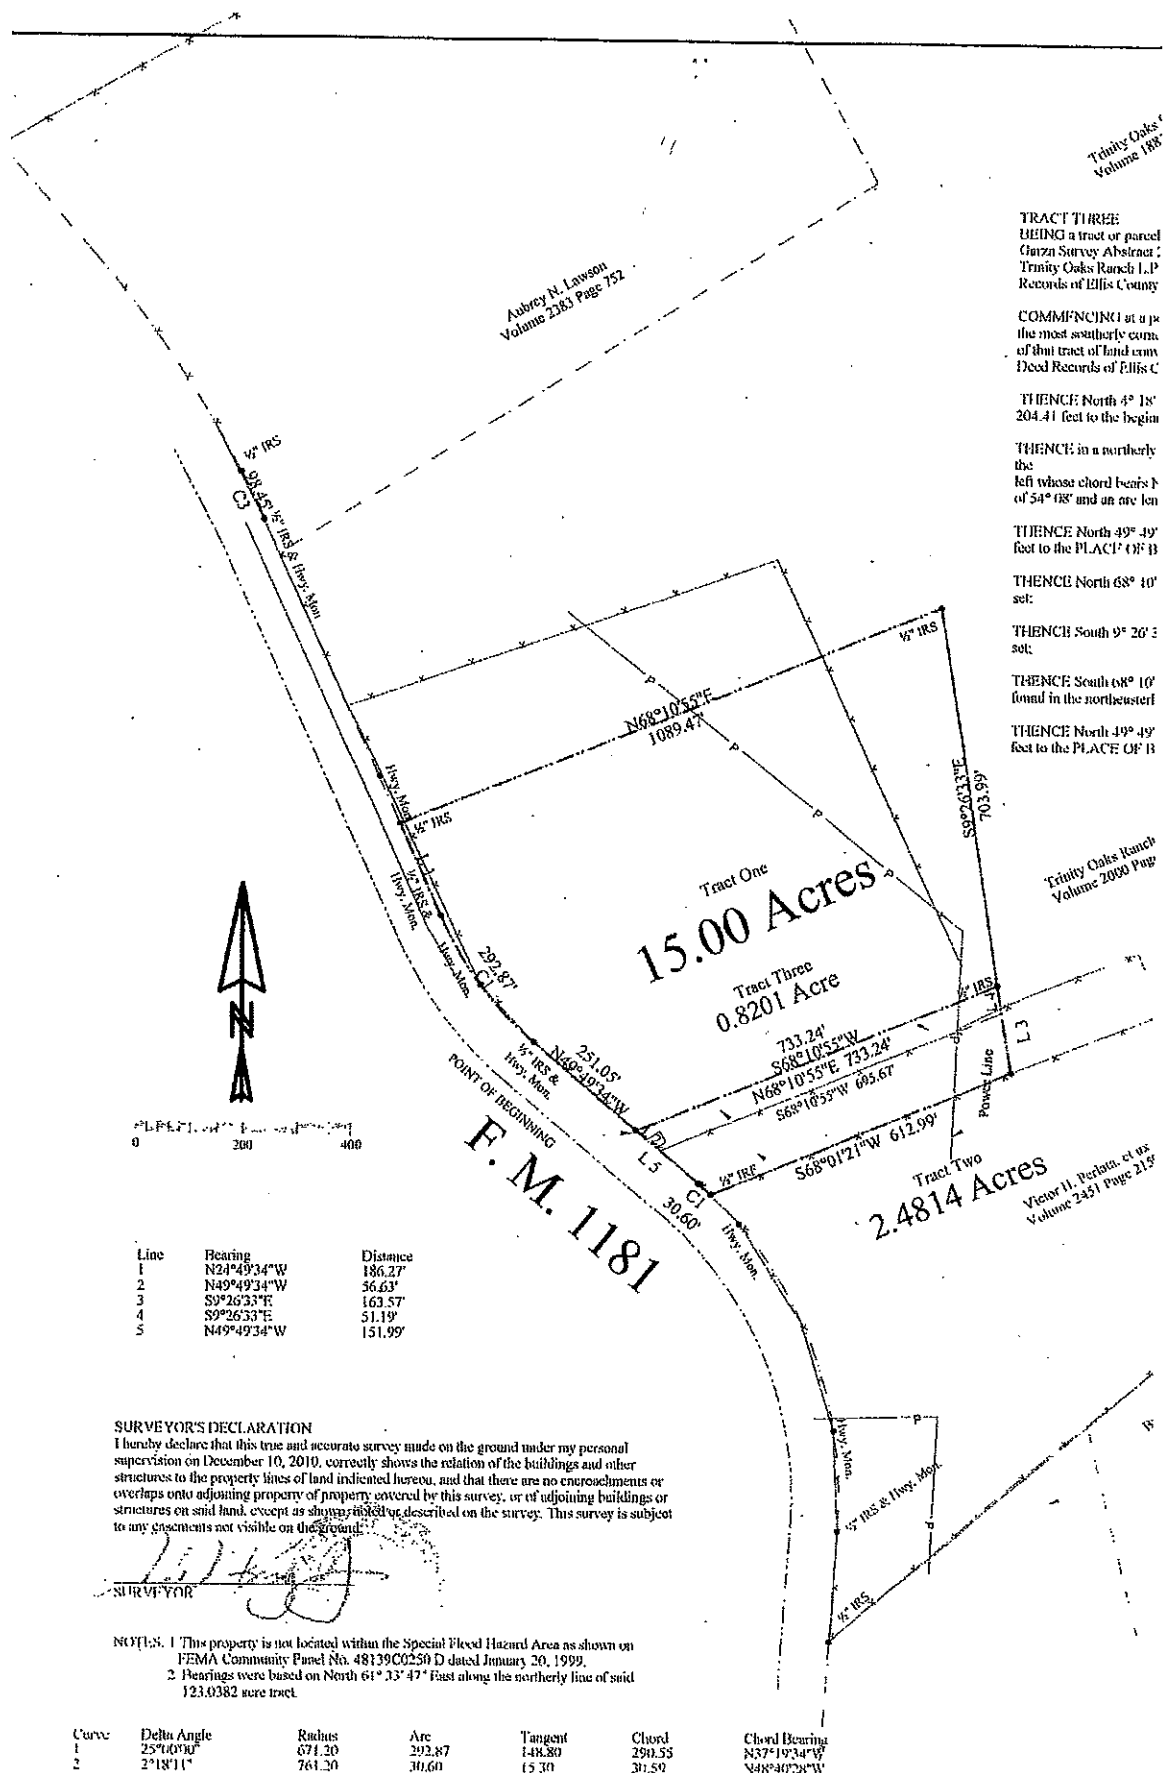 Trinity Oaks
Volume 188
TRACT THREE
BEING a tract or parcel
Garza Survey Abstract
Trinity Oaks Ranch L.P
Records of Ellis County
COMMENCING at a
the most southerly
of that tract of land
Deed Records of Ellis C
THENCE North 4° 18'
204.41 feet to the begin
THENCE in a northerly
the
left whose chord bears N
of 54° 08' and an arc len
THENCE North 49° 49'
feet to the PLACE OF B
THENCE North 68° 10'
set;
THENCE South 9° 26' 3
set;
THENCE South 68° 10'
found in the northeasterl
THENCE North 49° 49'
feet to the PLACE OF B
Aubrey N. Lawson
Volume 2383 Page 752
½" IRS
98.45'
C3
½" IRS & Hwy. Mon
½" IRS
N68°10'55"E
1089.47'
P
P
P
P
Hwy. Mon.
½" IRS
L1
½" IRS &
Hwy. Mon.
S9°26'33"E
703.99'
Trinity Oaks Ranch
Volume 2000 Pag
Tract One
15.00 Acres
Hwy. Mon.
292.87'
C1
Tract Three
0.8201 Acre
½" IRS
N
733.24'
S68°10'55"W
N68°10'55"E 733.24'
S68°10'55"W 695.67'
L3
Power Line
251.05'
N49°49'34"W
½" IRS &
Hwy. Mon.
POINT OF BEGINNING
F. M. 1181
0 200 400
L5
½" IRF
S68°01'21"W 612.99'
C1
30.60'
Hwy. Mon.
Tract Two
2.4814 Acres
Victor H. Perlata, et ux
Volume 2451 Page 215
Line Bearing Distance
1 N24°49'34"W 186.27'
2 N49°49'34"W 56.63'
3 S9°26'33"E 163.57'
4 S9°26'33"E 51.19'
5 N49°49'34"W 151.99'
P
Hwy. Mon.
½" IRS & Hwy. Mon.
P
W
½" IRS
SURVEYOR'S DECLARATION
I hereby declare that this true and accurate survey made on the ground under my personal
supervision on December 10, 2010, correctly shows the relation of the buildings and other
structures to the property lines of land indicated hereon, and that there are no encroachments or
overlaps onto adjoining property of property covered by this survey, or of adjoining buildings or
structures on said land, except as shown, noted or described on the survey. This survey is subject
to any easements not visible on the ground.
SURVEYOR
NOTES. 1 This property is not located within the Special Flood Hazard Area as shown on
FEMA Community Panel No. 48139C0250 D dated January 20, 1999.
2 Bearings were based on North 61° 33' 47" East along the northerly line of said
123.0382 acre tract.
Curve Delta Angle Radius Arc Tangent Chord Chord Bearing
1 25°00'00" 671.20 292.87 148.80 290.55 N37°19'34"W
2 2°18'11" 761.20 30.60 15.30 30.59 N48°40'28"W